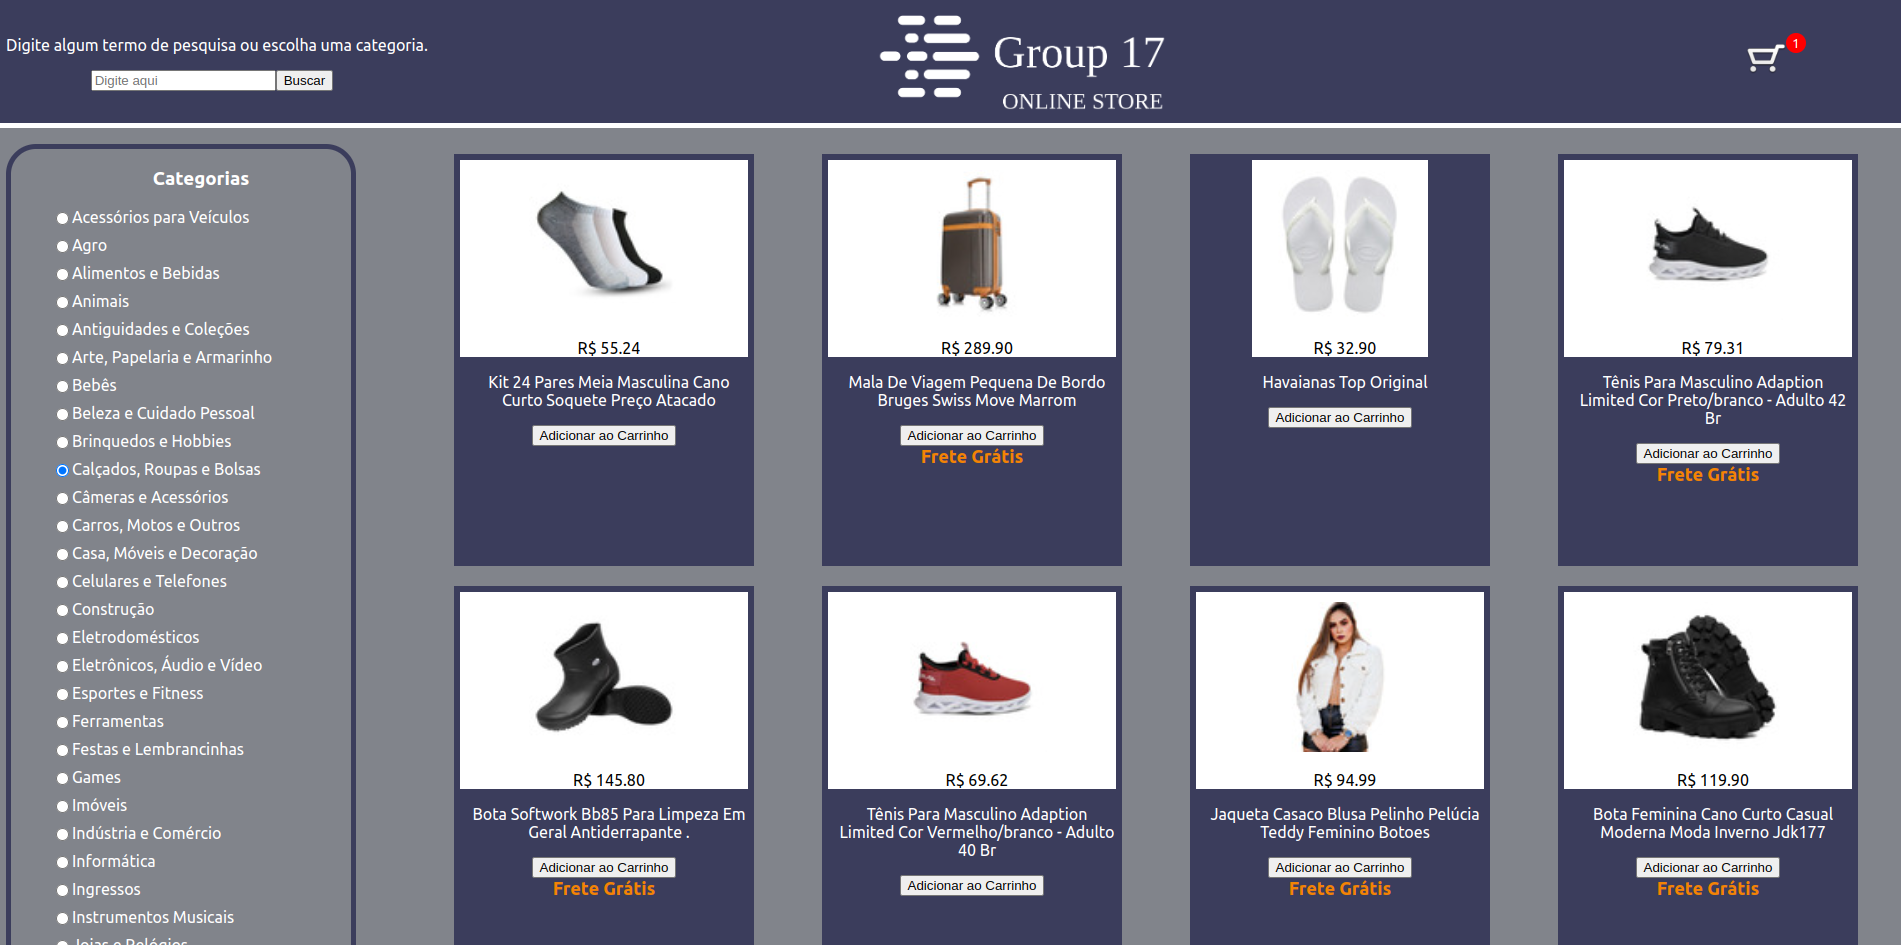 Digite algum termo de pesquisa ou escolha uma categoria.
Digite aqui
Buscar
Group 17
ONLINE STORE
1
Categorias
Acessórios para Veículos
Agro
Alimentos e Bebidas
Animais
Antiguidades e Coleções
Arte, Papelaria e Armarinho
Bebês
Beleza e Cuidado Pessoal
Brinquedos e Hobbies
Calçados, Roupas e Bolsas
Câmeras e Acessórios
Carros, Motos e Outros
Casa, Móveis e Decoração
Celulares e Telefones
Construção
Eletrodomésticos
Eletrônicos, Áudio e Vídeo
Esportes e Fitness
Ferramentas
Festas e Lembrancinhas
Games
Imóveis
Indústria e Comércio
Informática
Ingressos
Instrumentos Musicais
Joias e Relógios
R$ 55.24
Kit 24 Pares Meia Masculina Cano
Curto Soquete Preço Atacado
Adicionar ao Carrinho
R$ 289.90
Mala De Viagem Pequena De Bordo
Bruges Swiss Move Marrom
Adicionar ao Carrinho
Frete Grátis
R$ 32.90
Havaianas Top Original
Adicionar ao Carrinho
R$ 79.31
Tênis Para Masculino Adaption
Limited Cor Preto/branco - Adulto 42
Br
Adicionar ao Carrinho
Frete Grátis
R$ 145.80
Bota Softwork Bb85 Para Limpeza Em
Geral Antiderrapante .
Adicionar ao Carrinho
Frete Grátis
R$ 69.62
Tênis Para Masculino Adaption
Limited Cor Vermelho/branco - Adulto
40 Br
Adicionar ao Carrinho
R$ 94.99
Jaqueta Casaco Blusa Pelinho Pelúcia
Teddy Feminino Botoes
Adicionar ao Carrinho
Frete Grátis
R$ 119.90
Bota Feminina Cano Curto Casual
Moderna Moda Inverno Jdk177
Adicionar ao Carrinho
Frete Grátis